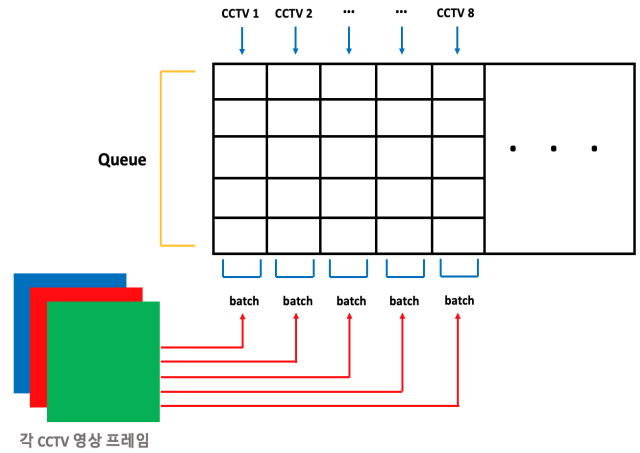 CCTV 1 CCTV 2 ... ... CCTV 8
Queue
. . .
batch batch batch batch batch
각 CCTV 영상 프레임